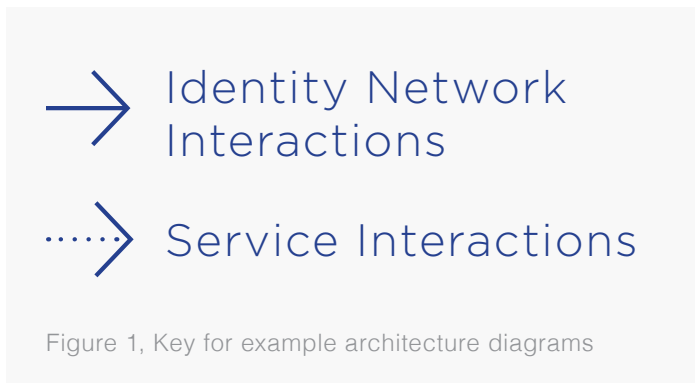 Identity Network
Interactions
Service Interactions
Figure 1, Key for example architecture diagrams